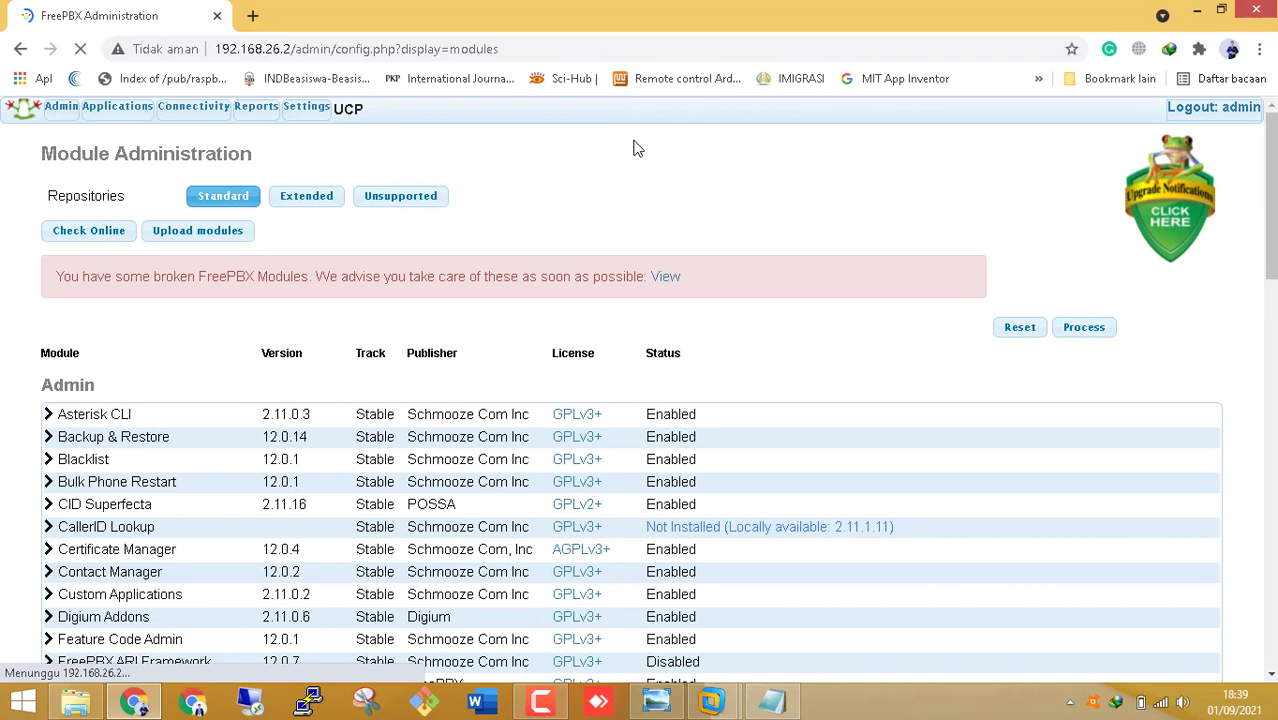 FreePBX Administration
Tidak aman 192.168.26.2/admin/config.php?display=modules
Apl Index of /pub/raspb... INDBeasiswa-Beasis... PKP International Journa... Sci-Hub | Remote control Ard... IMIGRASI MIT App Inventor » Bookmark lain Daftar bacaan
Admin Applications Connectivity Reports Settings UCP Logout: admin
Module Administration
Upgrade Notifications
CLICK
HERE
Repositories Standard Extended Unsupported
Check Online Upload modules
You have some broken FreePBX Modules. We advise you take care of these as soon as possible: View
Reset Process
Module Version Track Publisher License Status
Admin
Asterisk CLI 2.11.0.3 Stable Schmooze Com Inc GPLv3+ Enabled
Backup & Restore 12.0.14 Stable Schmooze Com Inc GPLv3+ Enabled
Blacklist 12.0.1 Stable Schmooze Com Inc GPLv3+ Enabled
Bulk Phone Restart 12.0.1 Stable Schmooze Com Inc GPLv3+ Enabled
CID Superfecta 2.11.16 Stable POSSA GPLv2+ Enabled
CallerID Lookup Stable Schmooze Com Inc GPLv3+ Not Installed (Locally available: 2.11.1.11)
Certificate Manager 12.0.4 Stable Schmooze Com, Inc AGPLv3+ Enabled
Contact Manager 12.0.2 Stable Schmooze Com Inc GPLv3+ Enabled
Custom Applications 2.11.0.2 Stable Schmooze Com Inc GPLv3+ Enabled
Digium Addons 2.11.0.6 Stable Digium GPLv3+ Enabled
Feature Code Admin 12.0.1 Stable Schmooze Com Inc GPLv3+ Enabled
FreePBX ARI Framework 12.0.7 Stable Schmooze Com Inc GPLv3+ Disabled
Menunggu 192.168.26.2...
18:39
01/09/2021